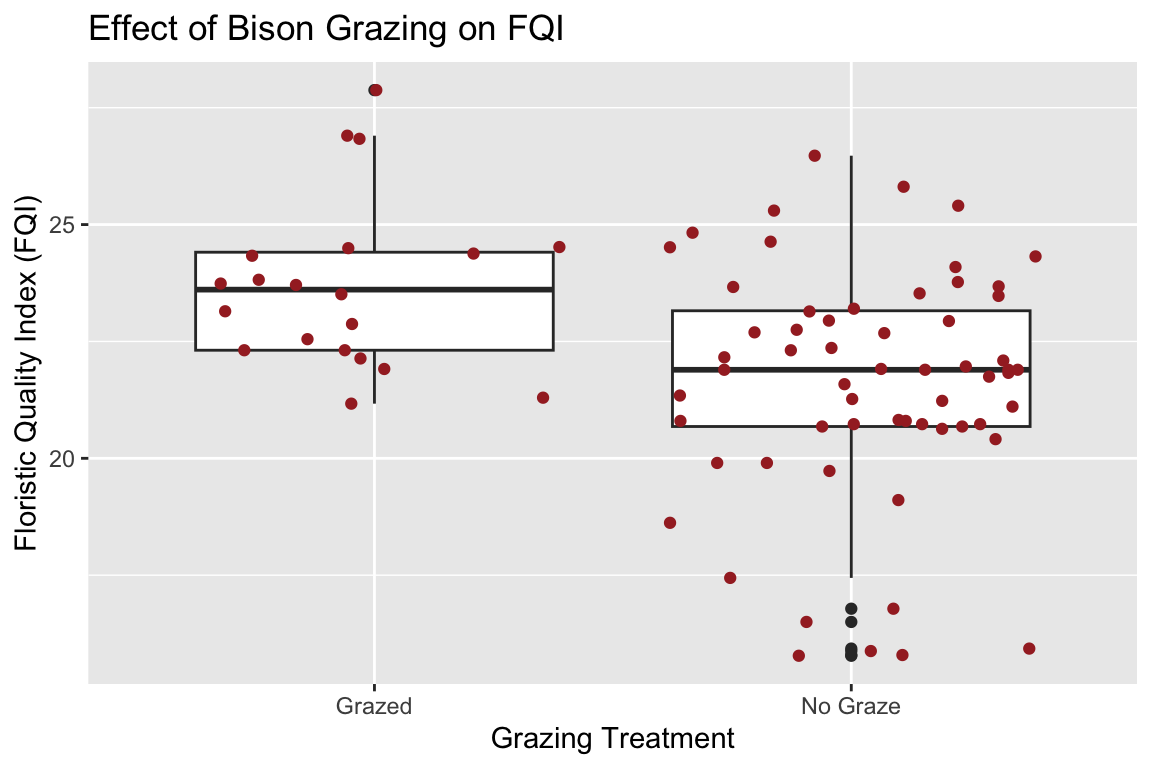 Effect of Bison Grazing on FQI
Floristic Quality Index (FQI)
25
20
Grazed
No Graze
Grazing Treatment